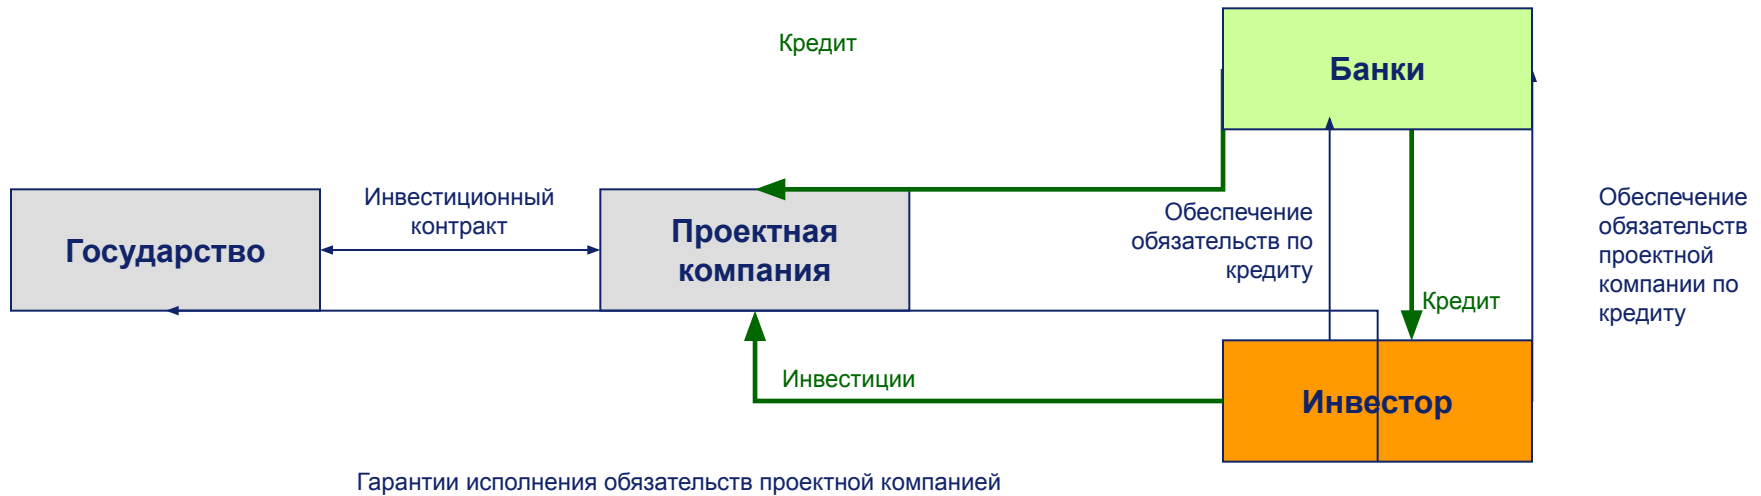 Кредит
Банки
Государство
Инвестиционный
контракт
Проектная
компания
Обеспечение
обязательств по
кредиту
Обеспечение
обязательств
проектной
компании по
кредиту
Кредит
Инвестиции
Инвестор
Гарантии исполнения обязательств проектной компанией